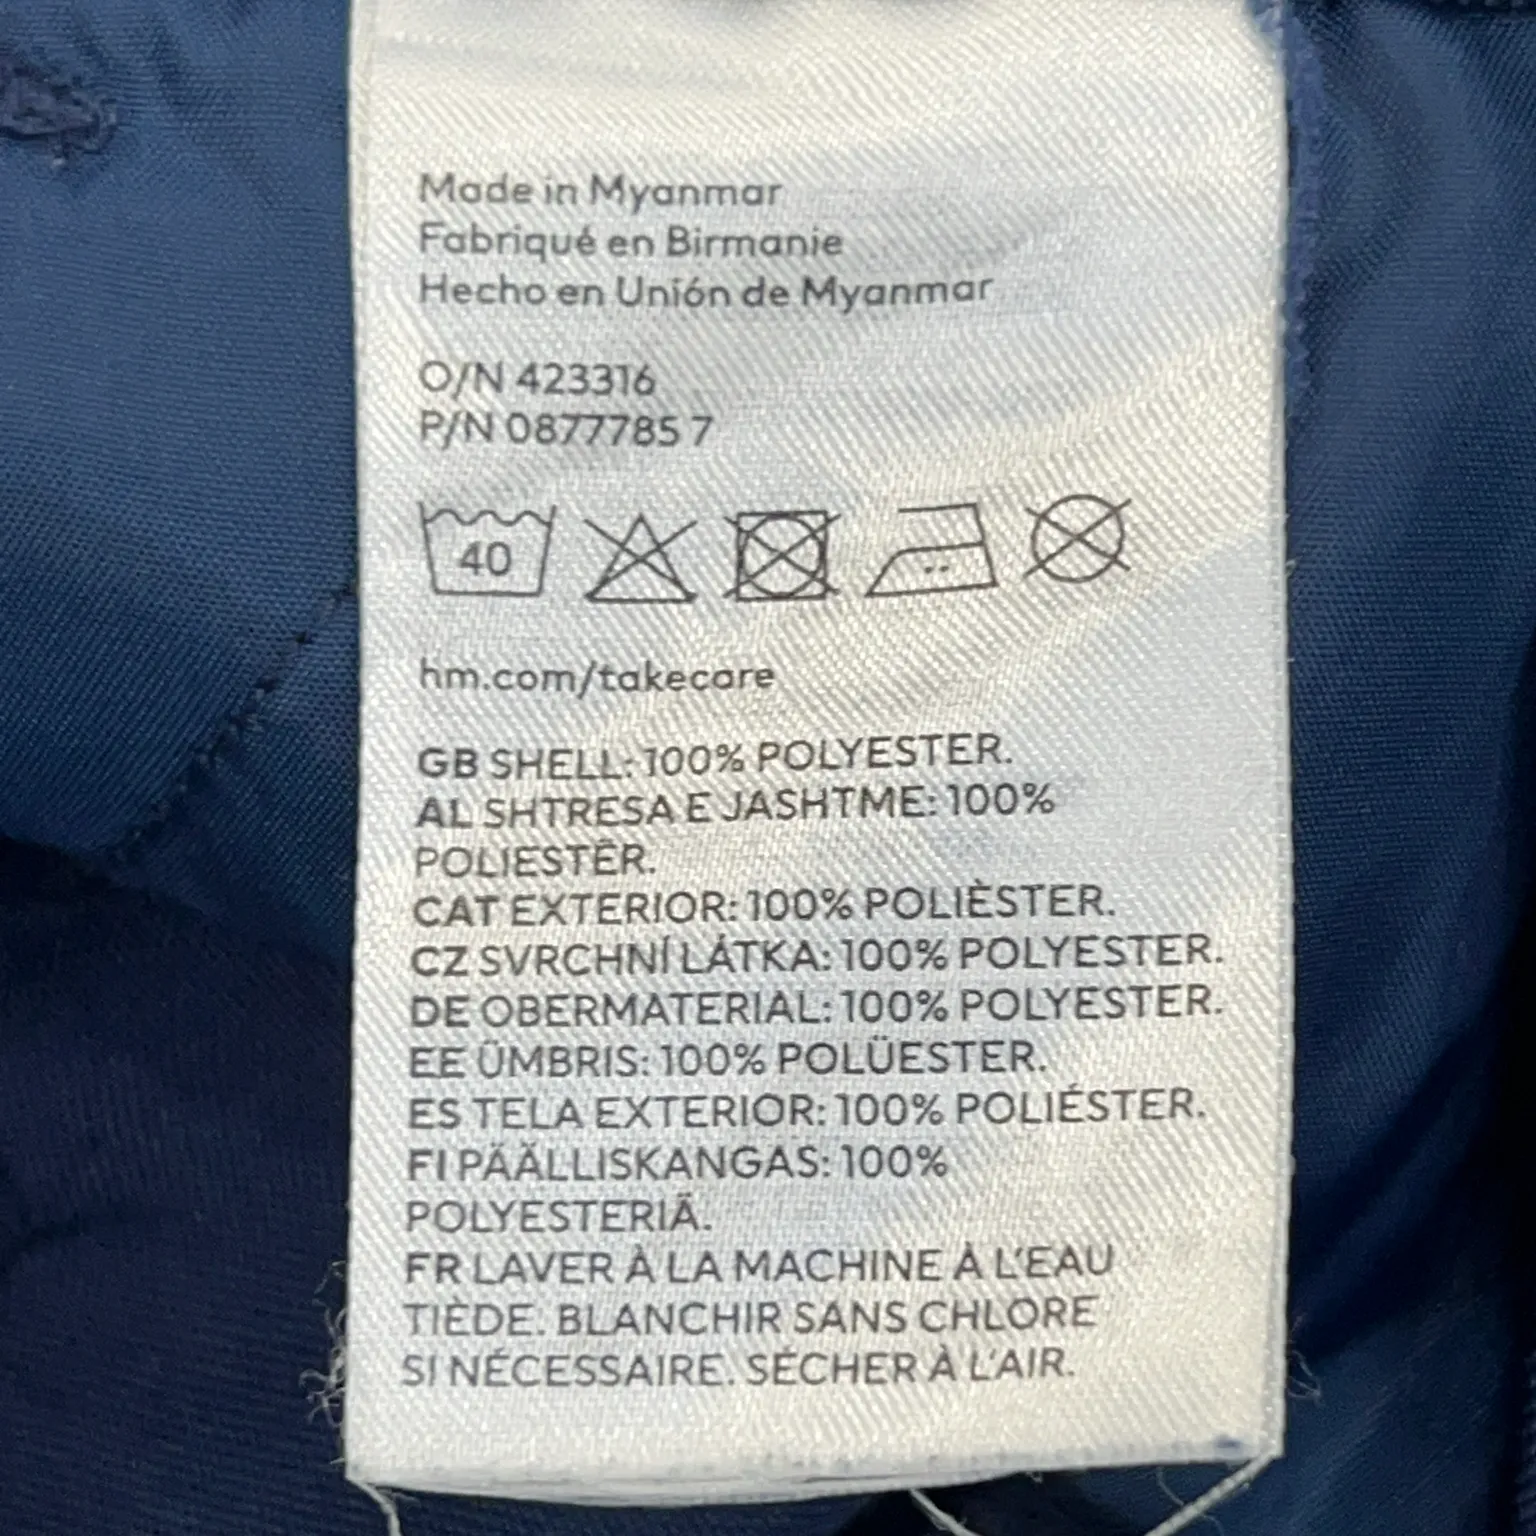 Made in Myanmar
Fabriqué en Birmanie
Hecho en Unión de Myanmar
O/N 423316
P/N 0877785 7
40
hm.com/takecare
GB SHELL: 100% POLYESTER.
AL SHTRESA E JASHTME: 100%
POLIESTËR.
CAT EXTERIOR: 100% POLIÈSTER.
CZ SVRCHNÍ LÁTKA: 100% POLYESTER.
DE OBERMATERIAL: 100% POLYESTER.
EE ÜMBRIS: 100% POLÜESTER.
ES TELA EXTERIOR: 100% POLIÉSTER.
FI PÄÄLLISKANGAS: 100%
POLYESTERIÄ.
FR LAVER À LA MACHINE À L'EAU
TIÈDE. BLANCHIR SANS CHLORE
SI NÉCESSAIRE. SÉCHER À L'AIR.